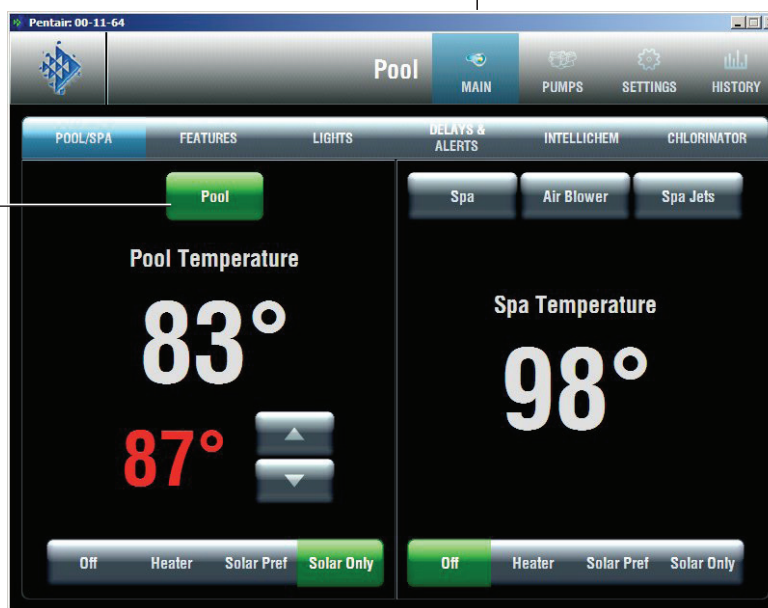 Pentair: 00-11-64
Pool
MAIN
PUMPS
SETTINGS
HISTORY
POOL/SPA
FEATURES
LIGHTS
DELAYS &
ALERTS
INTELLICHEM
CHLORINATOR
Pool
Pool Temperature
83°
87°
Off
Heater
Solar Pref
Solar Only
Spa
Air Blower
Spa Jets
Spa Temperature
98°
Off
Heater
Solar Pref
Solar Only